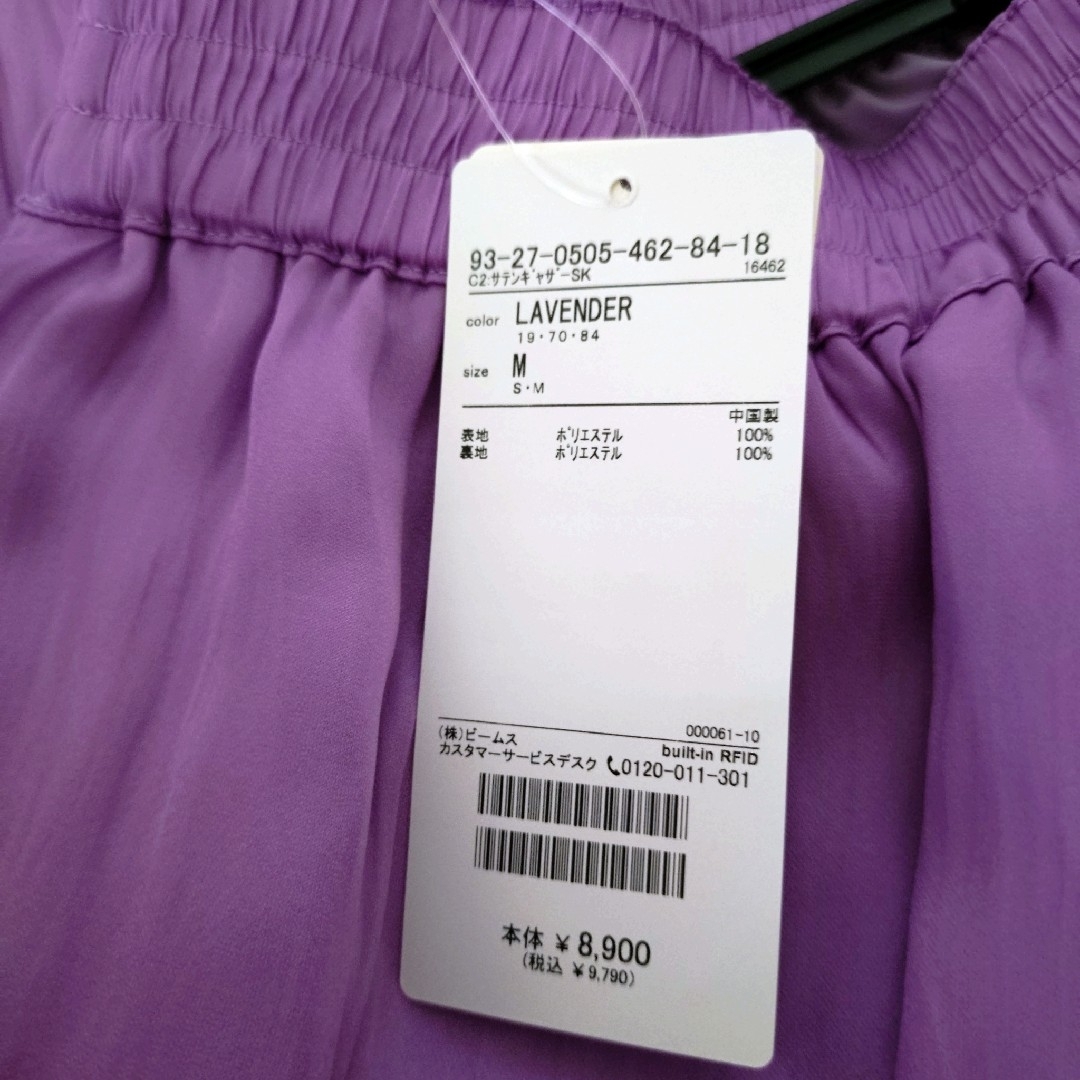 93-27-0505-462-84-18
C2:サテンギャザーSK 16462
color LAVENDER
19・70・84
size M
S・M
中国製
表地 ポリエステル 100%
裏地 ポリエステル 100%
000061-10
(株)ビームス built-in RFID
カスタマーサービスデスク 0120-011-301
本体 ¥8,900
(税込 ¥9,790)